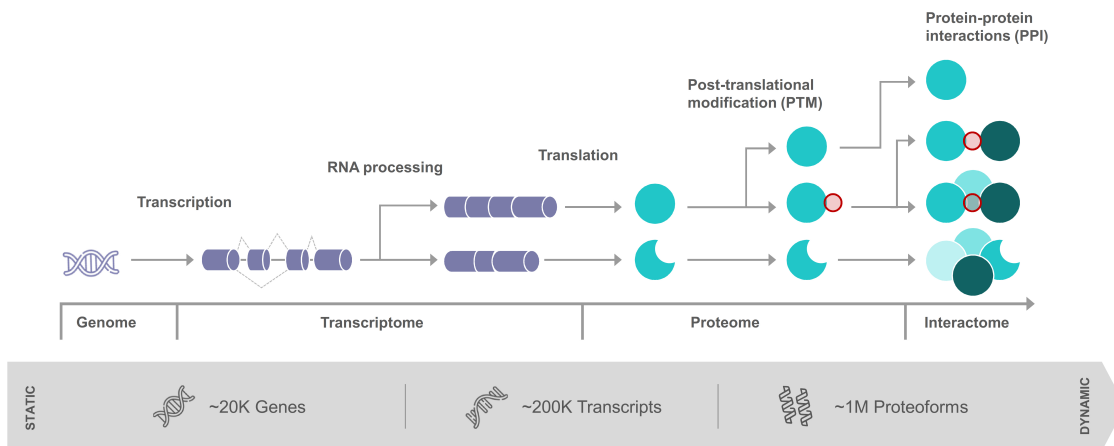 Protein-protein
interactions (PPI)
Post-translational
modification (PTM)
RNA processing
Translation
Transcription
Genome
Transcriptome
Proteome
Interactome
STATIC
~20K Genes
~200K Transcripts
~1M Proteoforms
DYNAMIC